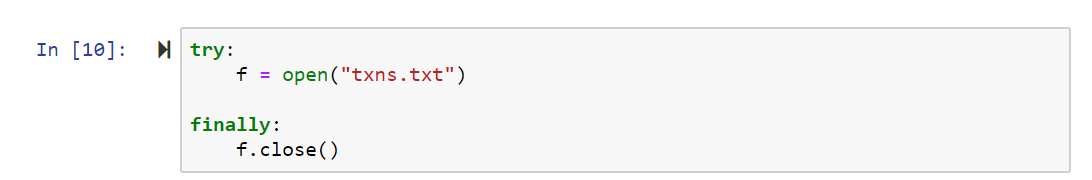 In [10]: try:
    f = open("txns.txt")
finally:
    f.close()